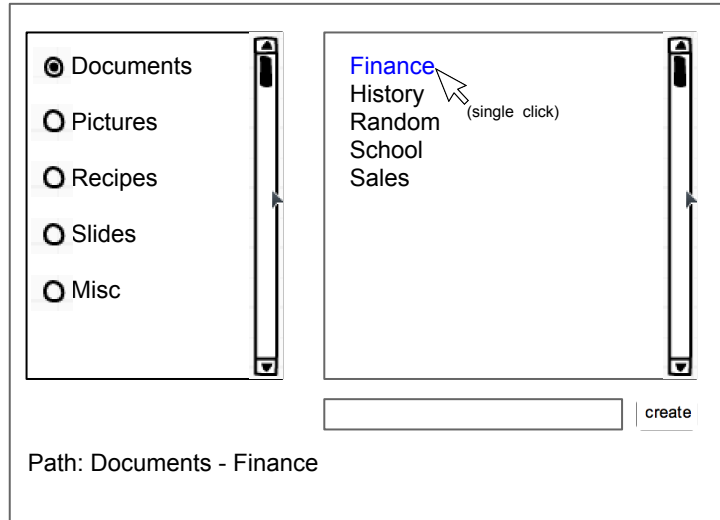 Documents
Pictures
Recipes
Slides
Misc
Finance
(single click)
History
Random
School
Sales
create
Path: Documents - Finance